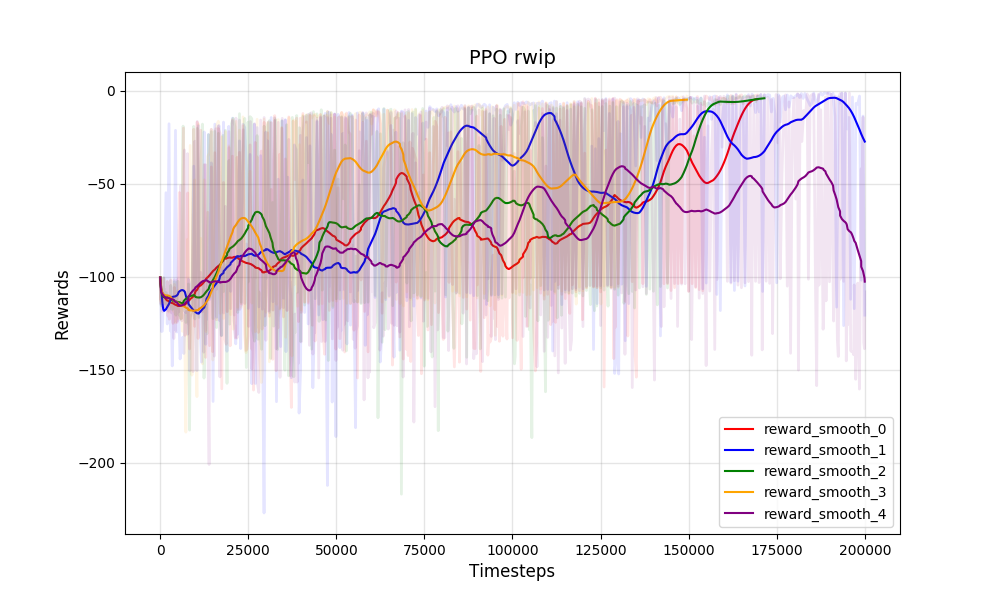 PPO rwip
Rewards
0
−50
−100
−150
−200
reward_smooth_0
reward_smooth_1
reward_smooth_2
reward_smooth_3
reward_smooth_4
0 25000 50000 75000 100000 125000 150000 175000 200000
Timesteps